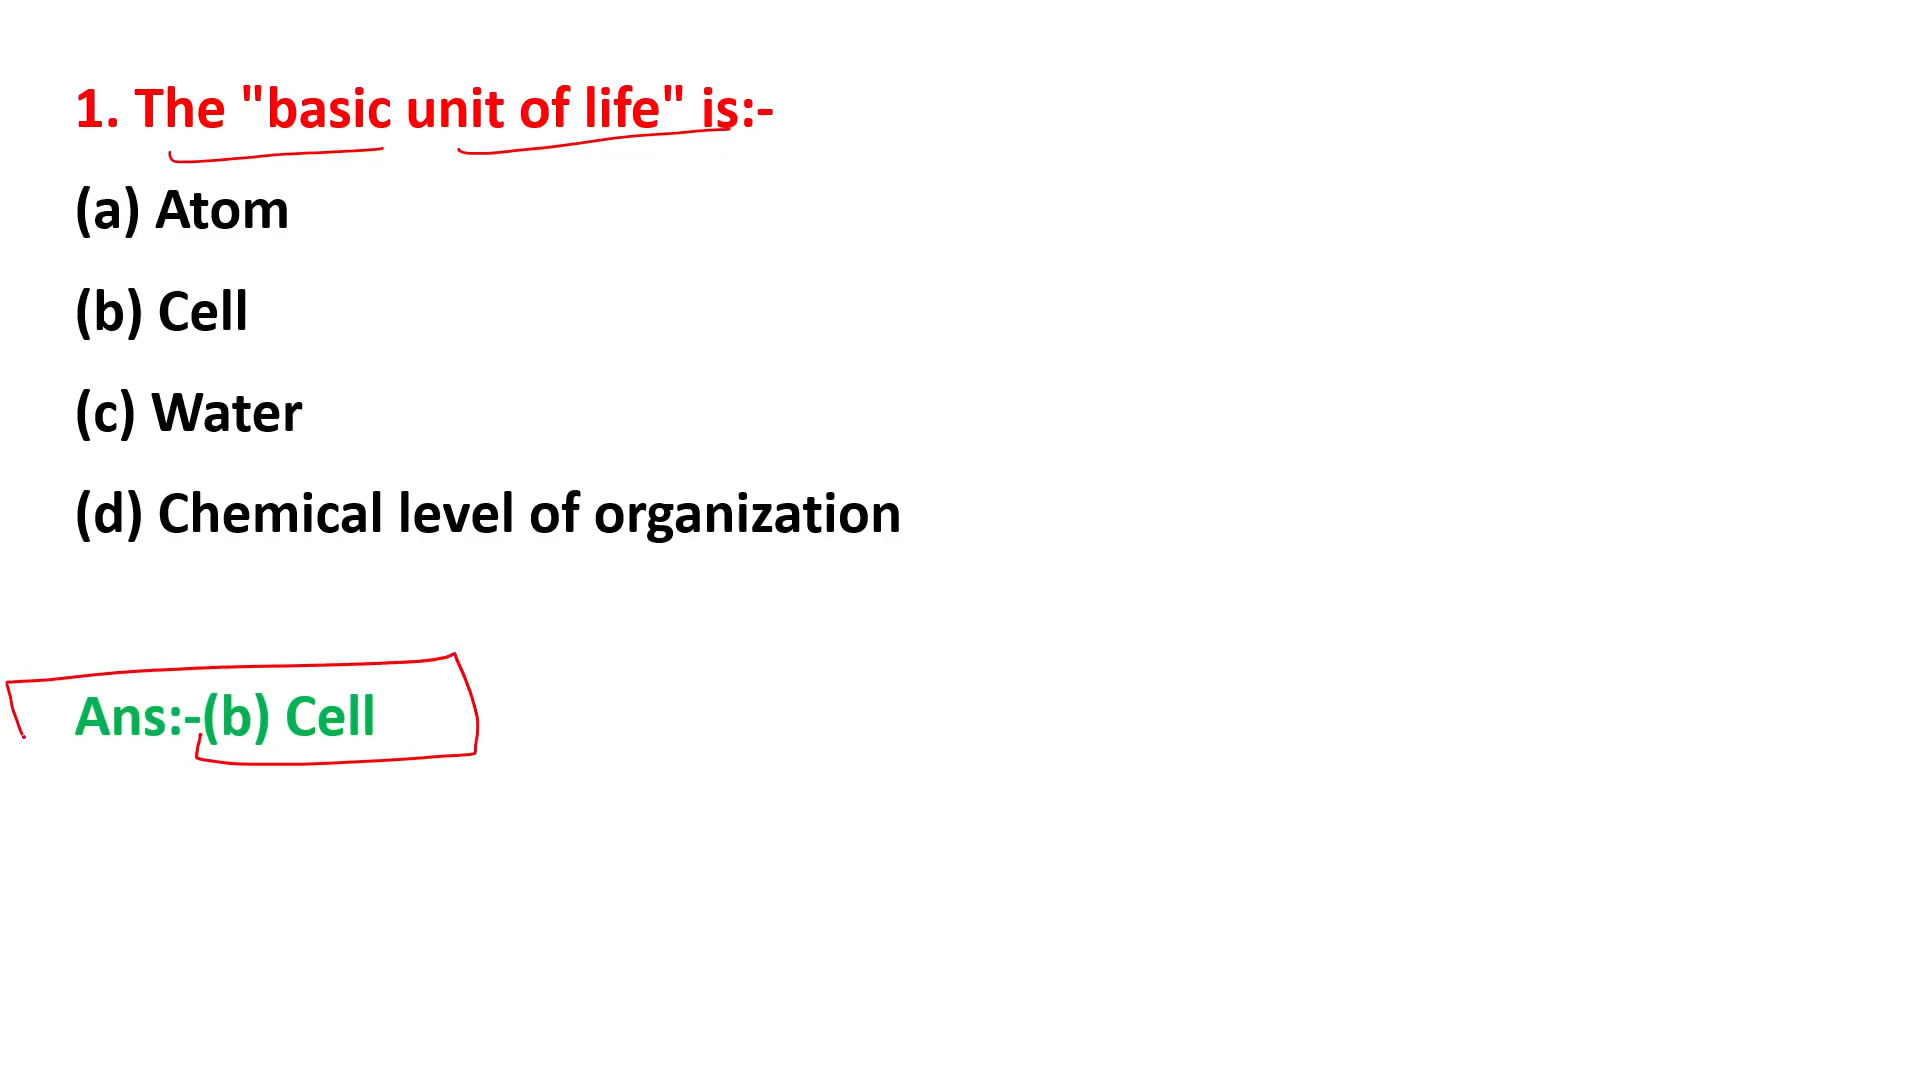 1. The "basic unit of life" is:-
(a) Atom
(b) Cell
(c) Water
(d) Chemical level of organization
Ans:-(b) Cell